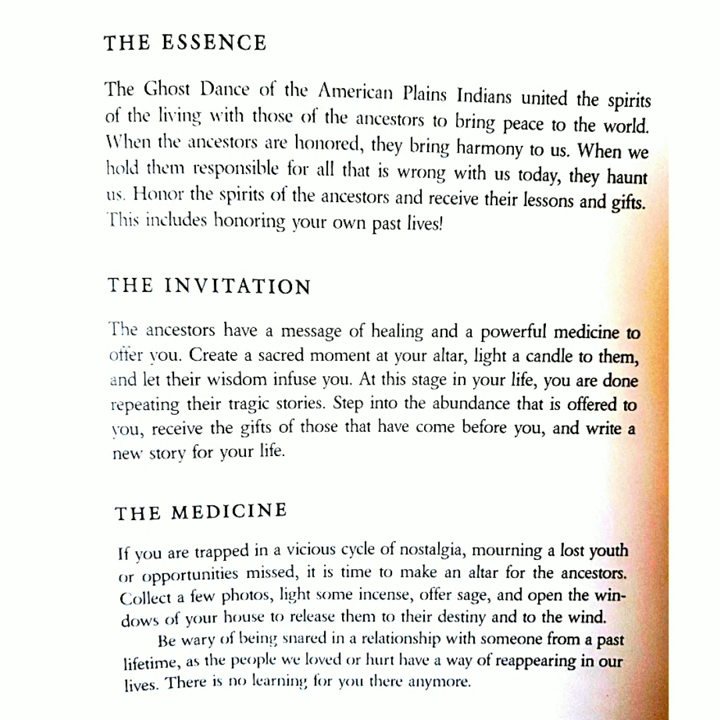 THE ESSENCE
The Ghost Dance of the American Plains Indians united the spirits
of the living with those of the ancestors to bring peace to the world.
When the ancestors are honored, they bring harmony to us. When we
hold them responsible for all that is wrong with us today, they haunt
us. Honor the spirits of the ancestors and receive their lessons and gifts.
This includes honoring your own past lives!
THE INVITATION
The ancestors have a message of healing and a powerful medicine to
offer you. Create a sacred moment at your altar, light a candle to them,
and let their wisdom infuse you. At this stage in your life, you are done
repeating their tragic stories. Step into the abundance that is offered to
you, receive the gifts of those that have come before you, and write a
new story for your life.
THE MEDICINE
If you are trapped in a vicious cycle of nostalgia, mourning a lost youth
or opportunities missed, it is time to make an altar for the ancestors.
Collect a few photos, light some incense, offer sage, and open the win-
dows of your house to release them to their destiny and to the wind.
Be wary of being snared in a relationship with someone from a past
lifetime, as the people we loved or hurt have a way of reappearing in our
lives. There is no learning for you there anymore.